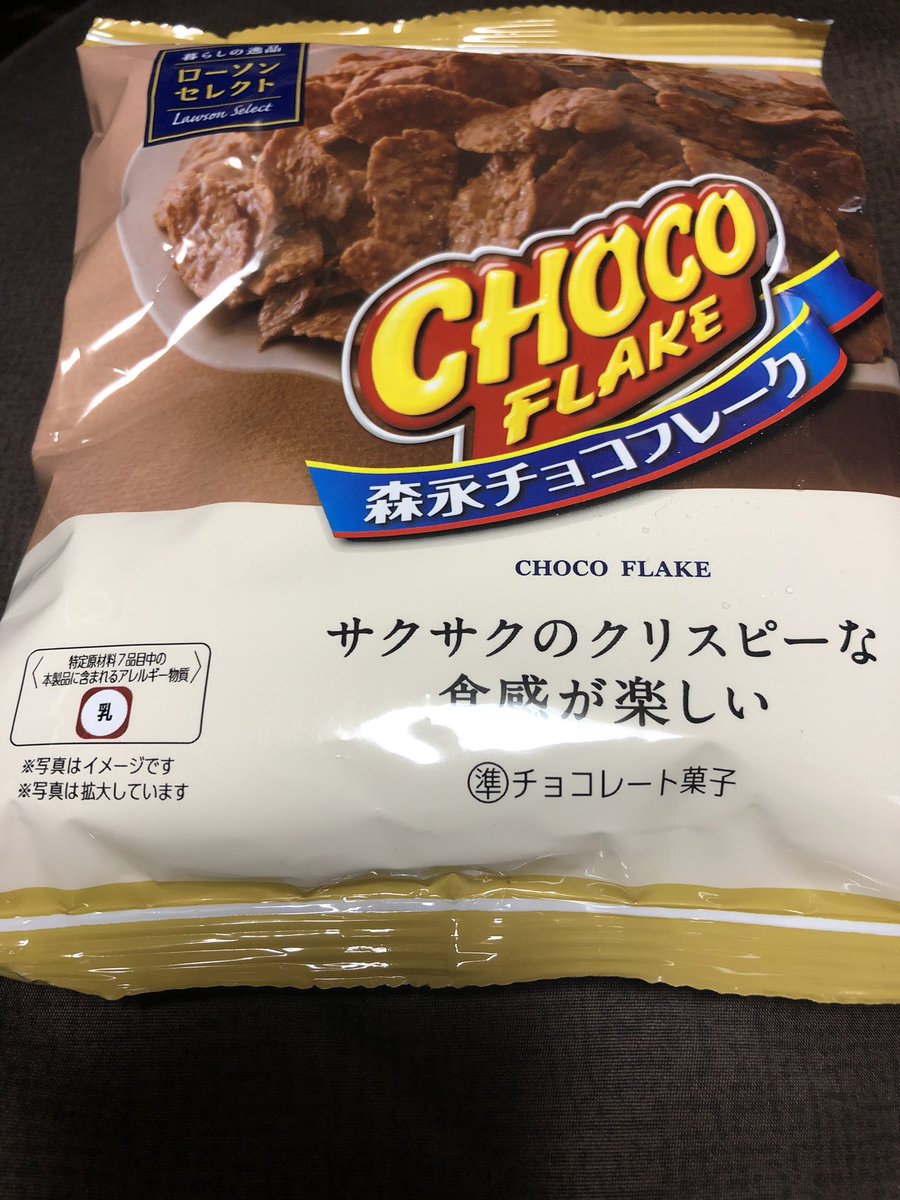 暮らしの逸品
ローソン
セレクト
Lawson Select
CHOCO
FLAKE
森永チョコフレーク
CHOCO FLAKE
サクサクのクリスピーな
食感が楽しい
準チョコレート菓子
特定原材料7品目中の
本製品に含まれるアレルギー物質
乳
※写真はイメージです
※写真は拡大しています